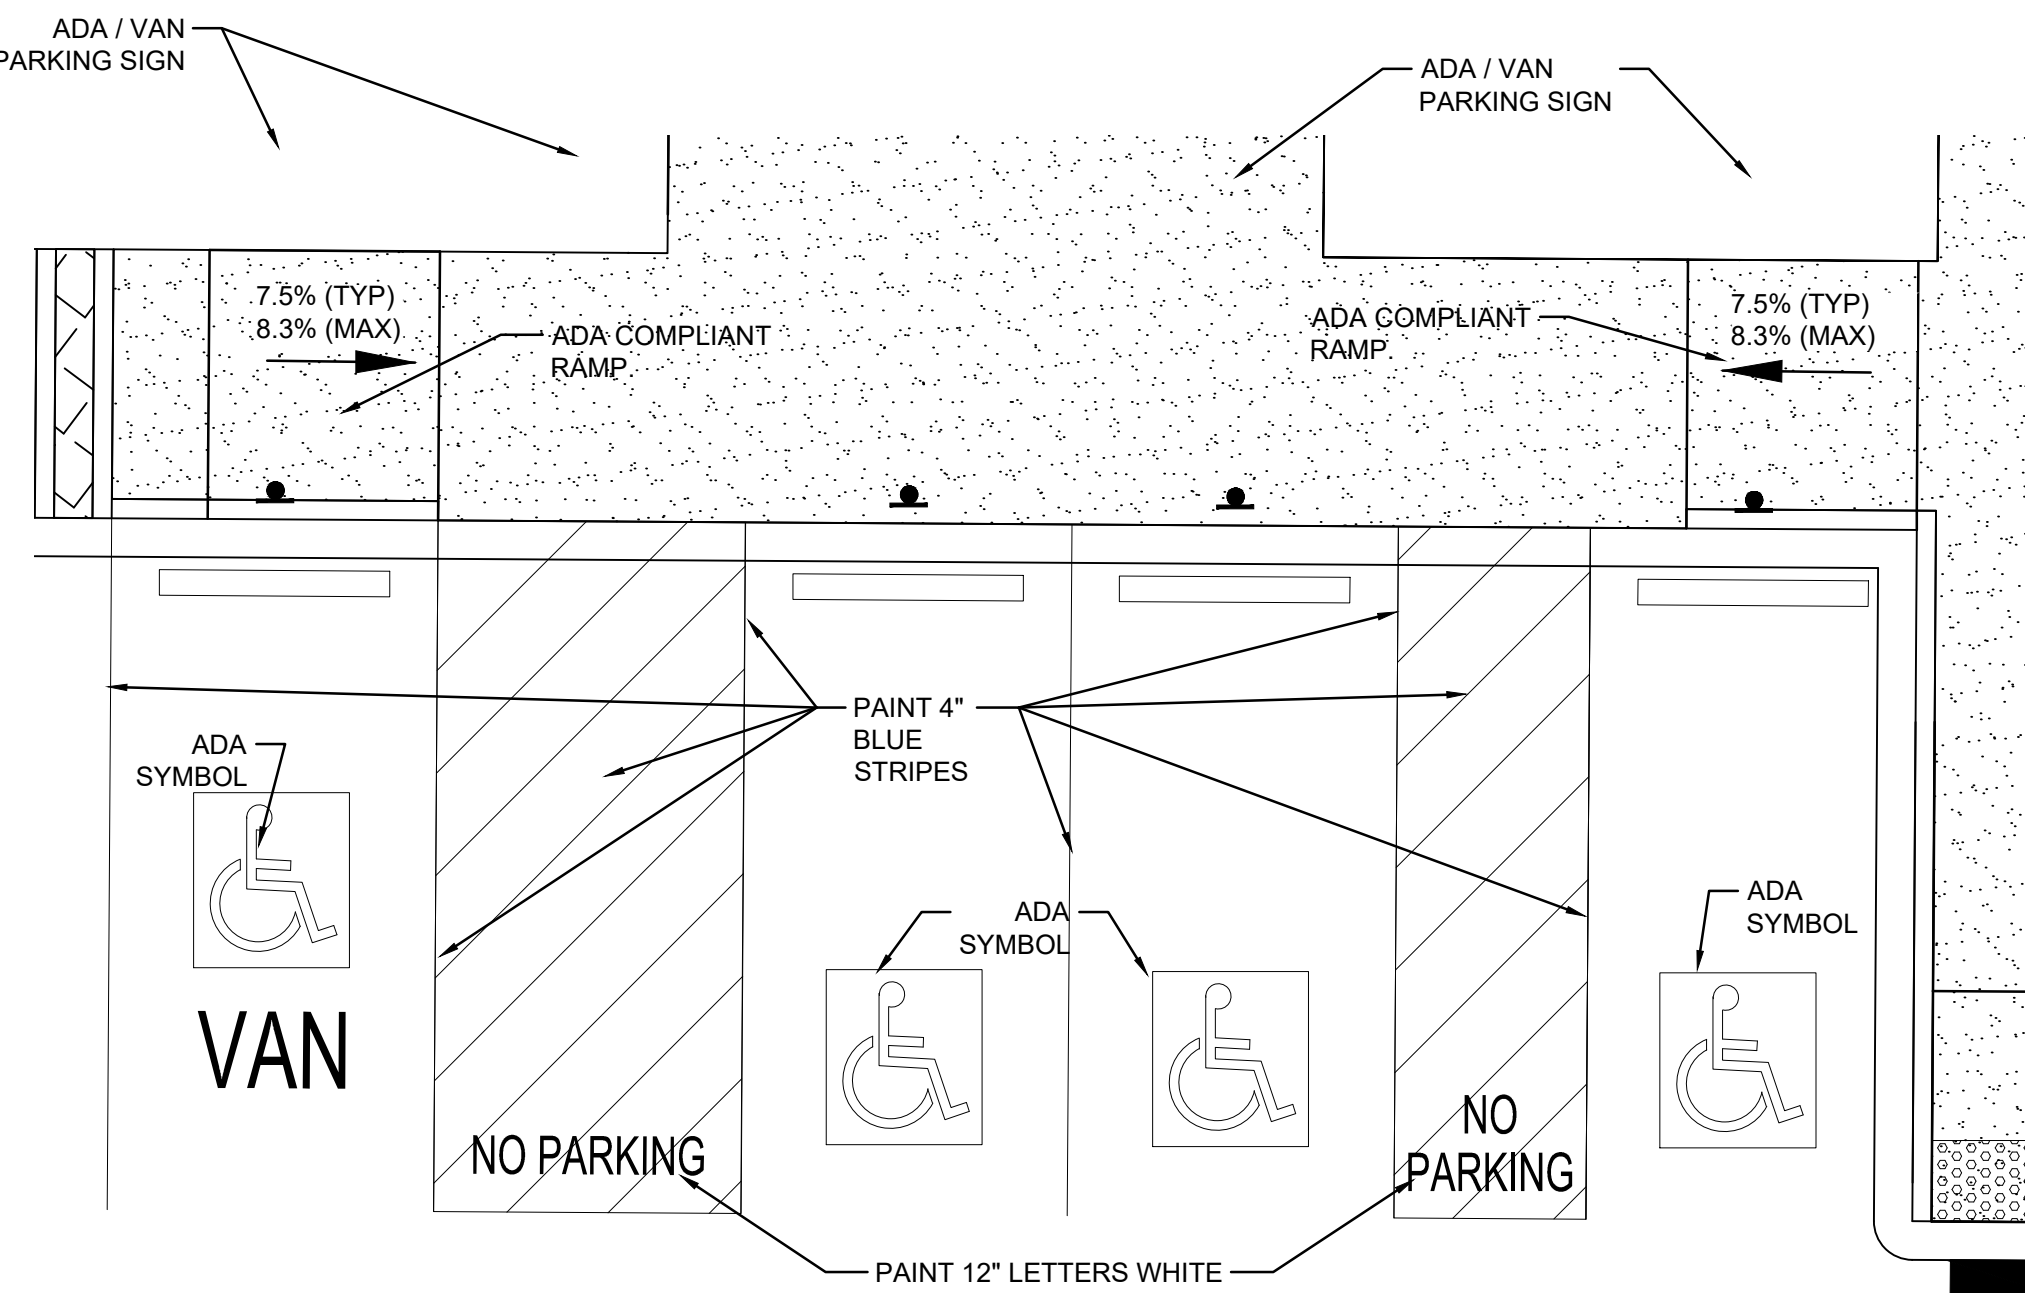 ADA / VAN
PARKING SIGN
ADA / VAN
PARKING SIGN
7.5% (TYP)
8.3% (MAX)
ADA COMPLIANT
RAMP.
ADA COMPLIANT
RAMP.
7.5% (TYP)
8.3% (MAX)
PAINT 4"
BLUE
STRIPES
ADA
SYMBOL
ADA
SYMBOL
ADA
SYMBOL
VAN
NO PARKING
NO
PARKING
PAINT 12" LETTERS WHITE